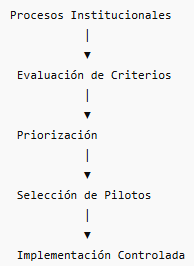 Procesos Institucionales
│
▼
Evaluación de Criterios
│
▼
Priorización
│
▼
Selección de Pilotos
│
▼
Implementación Controlada